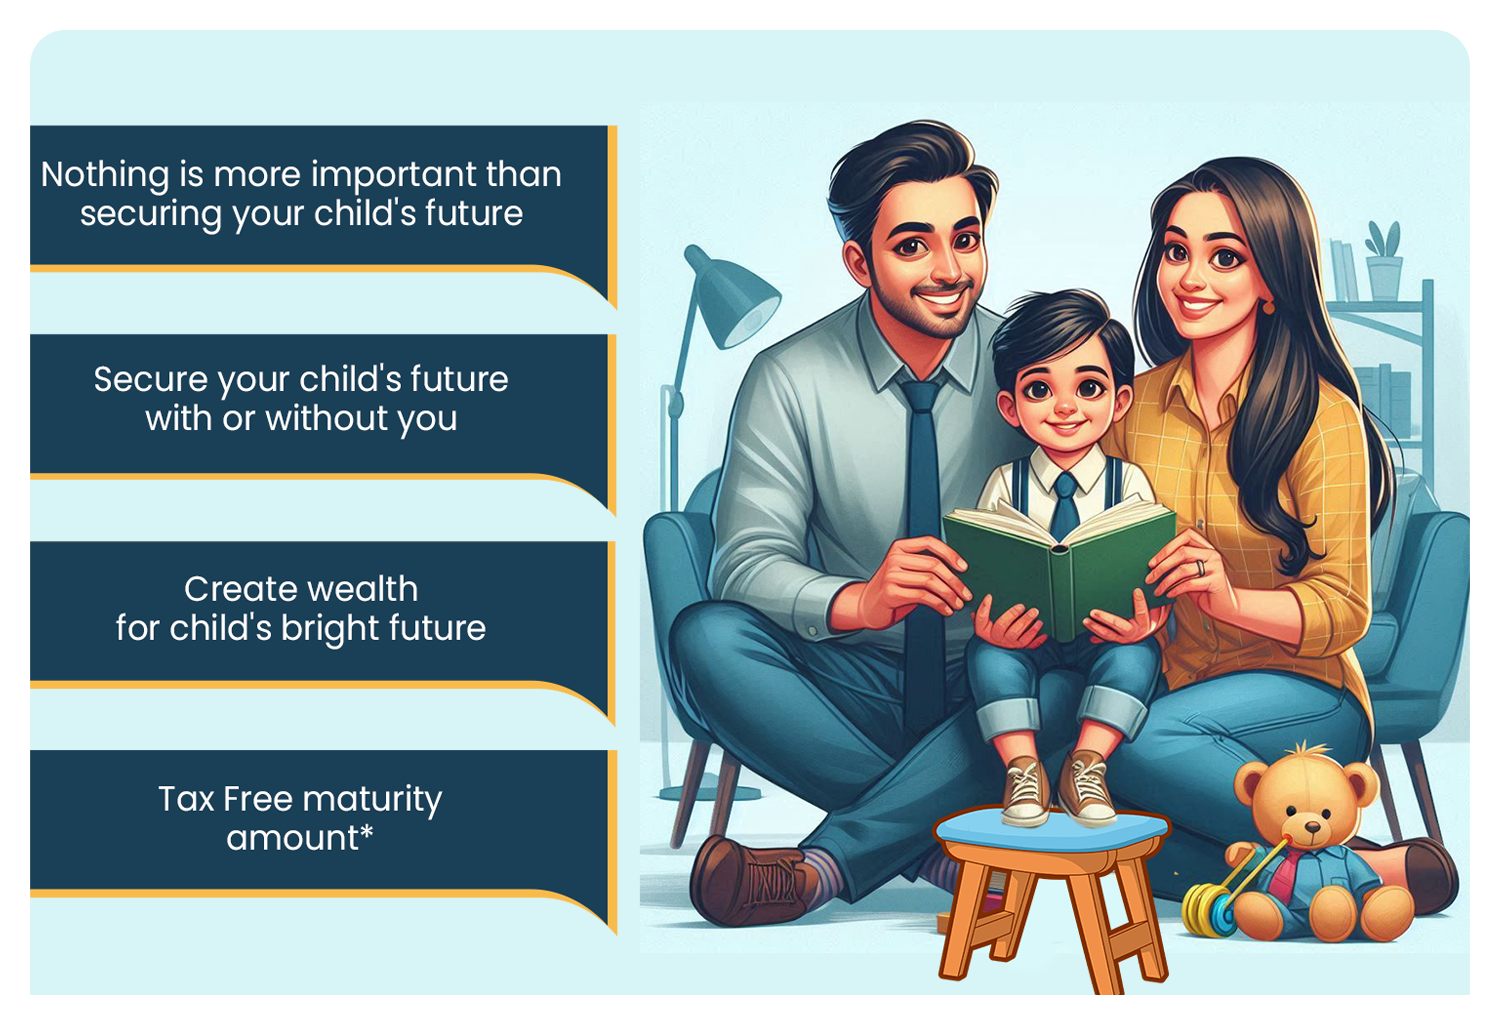 Nothing is more important than
securing your child's future
Secure your child's future
with or without you
Create wealth
for child's bright future
Tax Free maturity
amount*